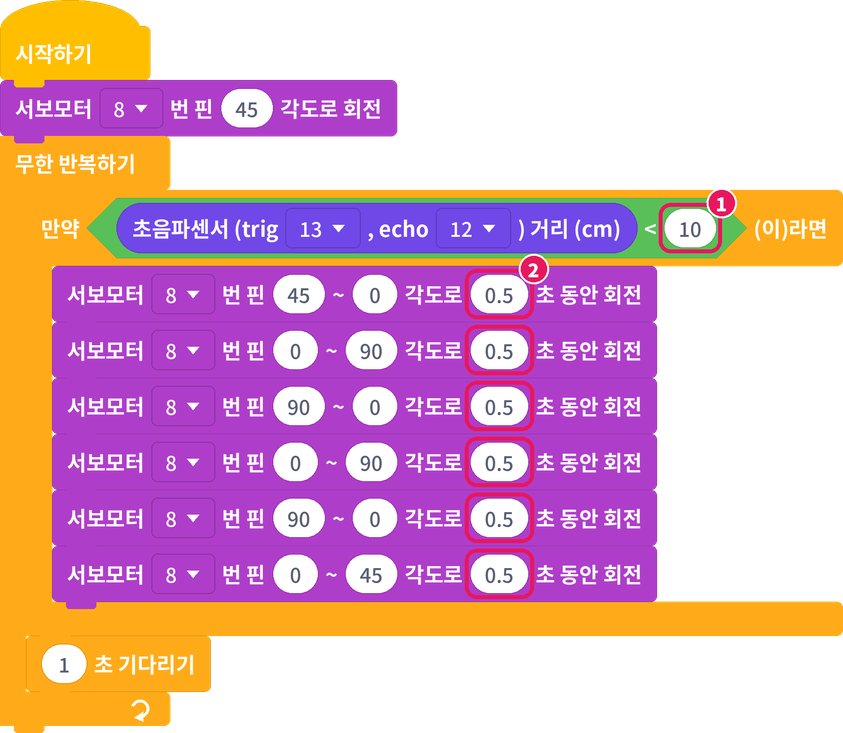 시작하기
서보모터 8 번 핀 45 각도로 회전
무한 반복하기
1
만약 초음파센서 (trig 13 , echo 12 ) 거리 (cm) < 10 (이)라면
2
서보모터 8 번 핀 45 ~ 0 각도로 0.5 초 동안 회전
서보모터 8 번 핀 0 ~ 90 각도로 0.5 초 동안 회전
서보모터 8 번 핀 90 ~ 0 각도로 0.5 초 동안 회전
서보모터 8 번 핀 0 ~ 90 각도로 0.5 초 동안 회전
서보모터 8 번 핀 90 ~ 0 각도로 0.5 초 동안 회전
서보모터 8 번 핀 0 ~ 45 각도로 0.5 초 동안 회전
1 초 기다리기